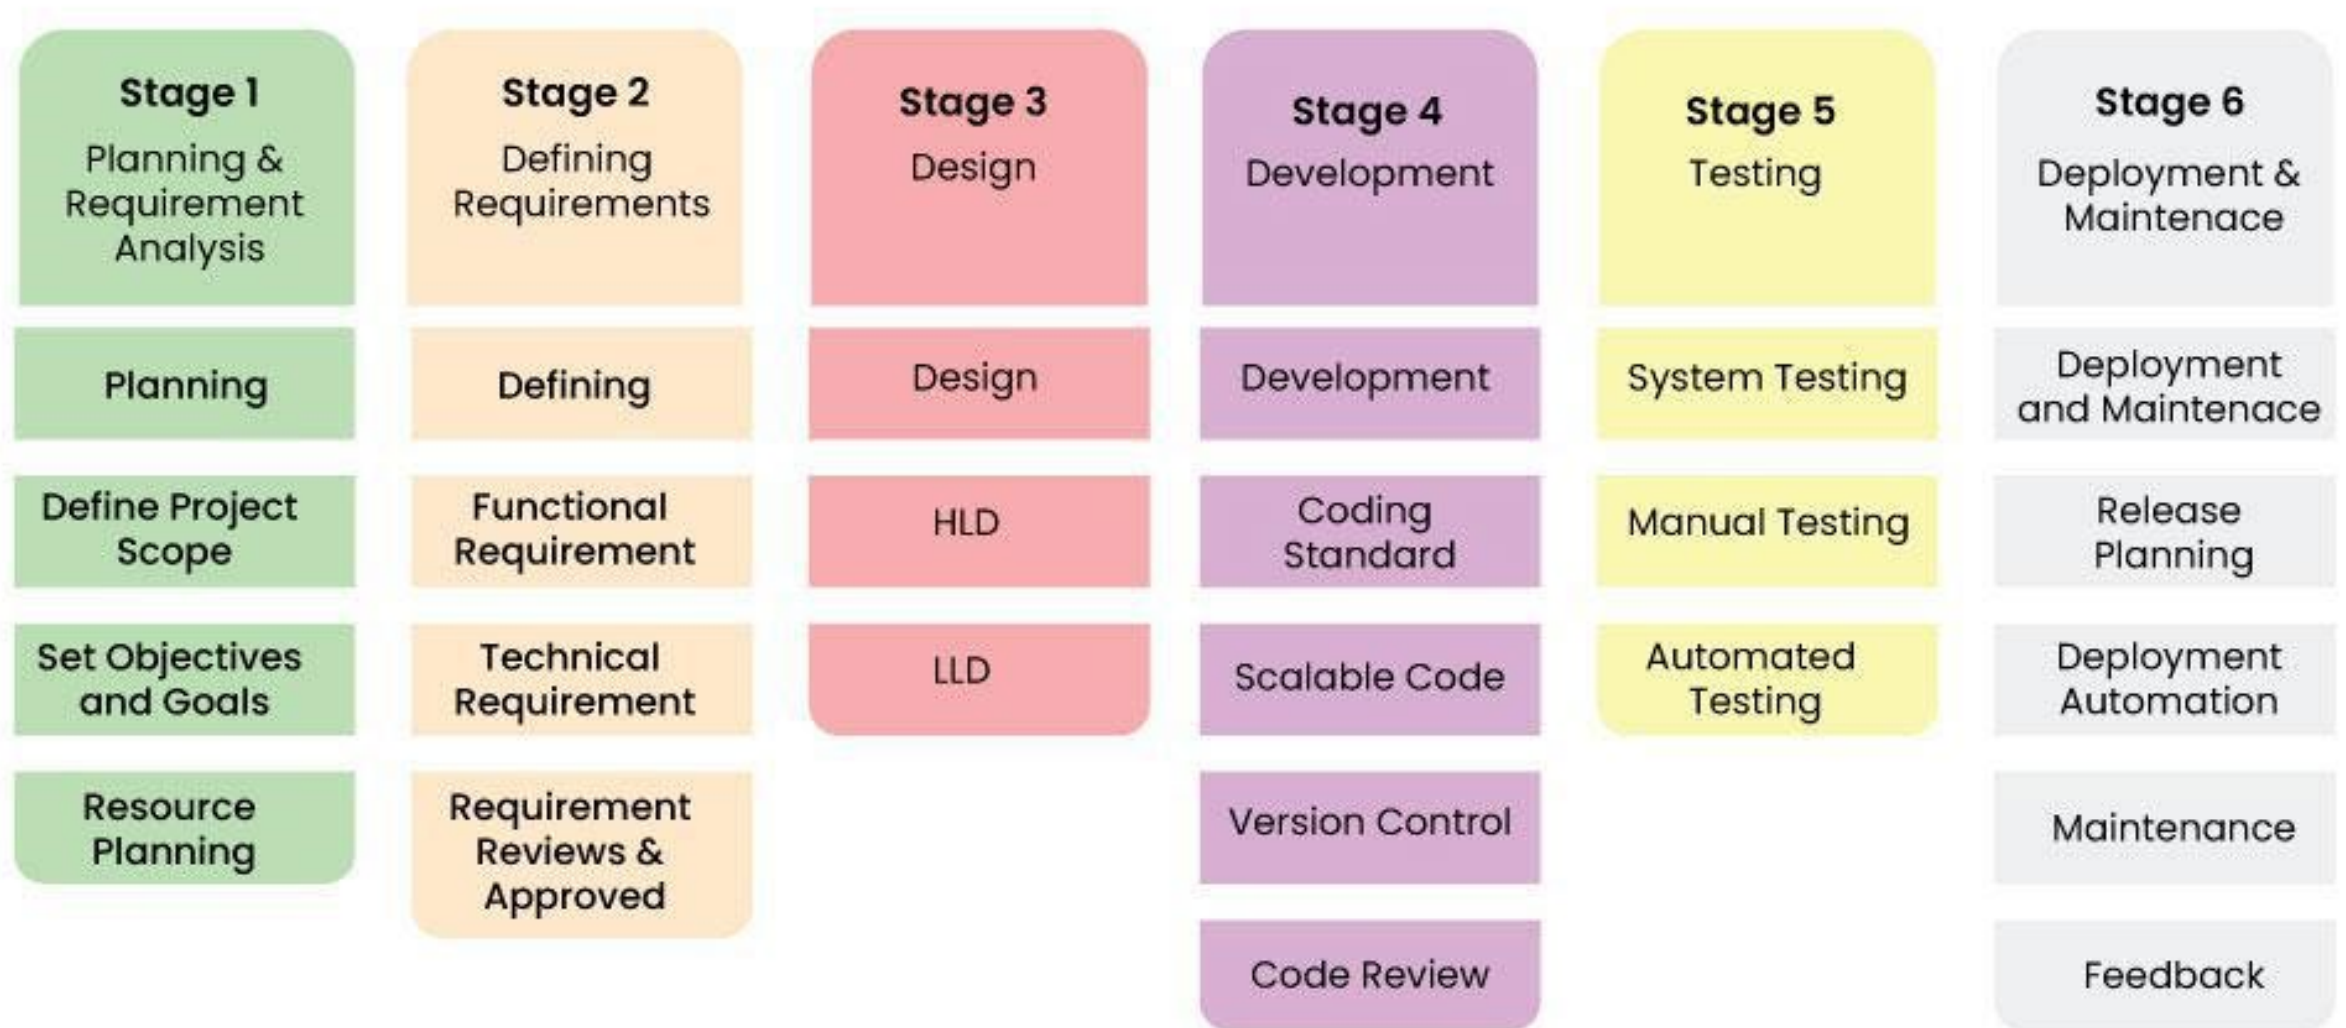 Stage 1
Planning &
Requirement
Analysis
Planning
Define Project
Scope
Set Objectives
and Goals
Resource
Planning
Stage 2
Defining
Requirements
Defining
Functional
Requirement
Technical
Requirement
Requirement
Reviews &
Approved
Stage 3
Design
Design
HLD
LLD
Stage 4
Development
Development
Coding
Standard
Scalable Code
Version Control
Code Review
Stage 5
Testing
System Testing
Manual Testing
Automated
Testing
Stage 6
Deployment &
Maintenace
Deployment
and Maintenace
Release
Planning
Deployment
Automation
Maintenance
Feedback